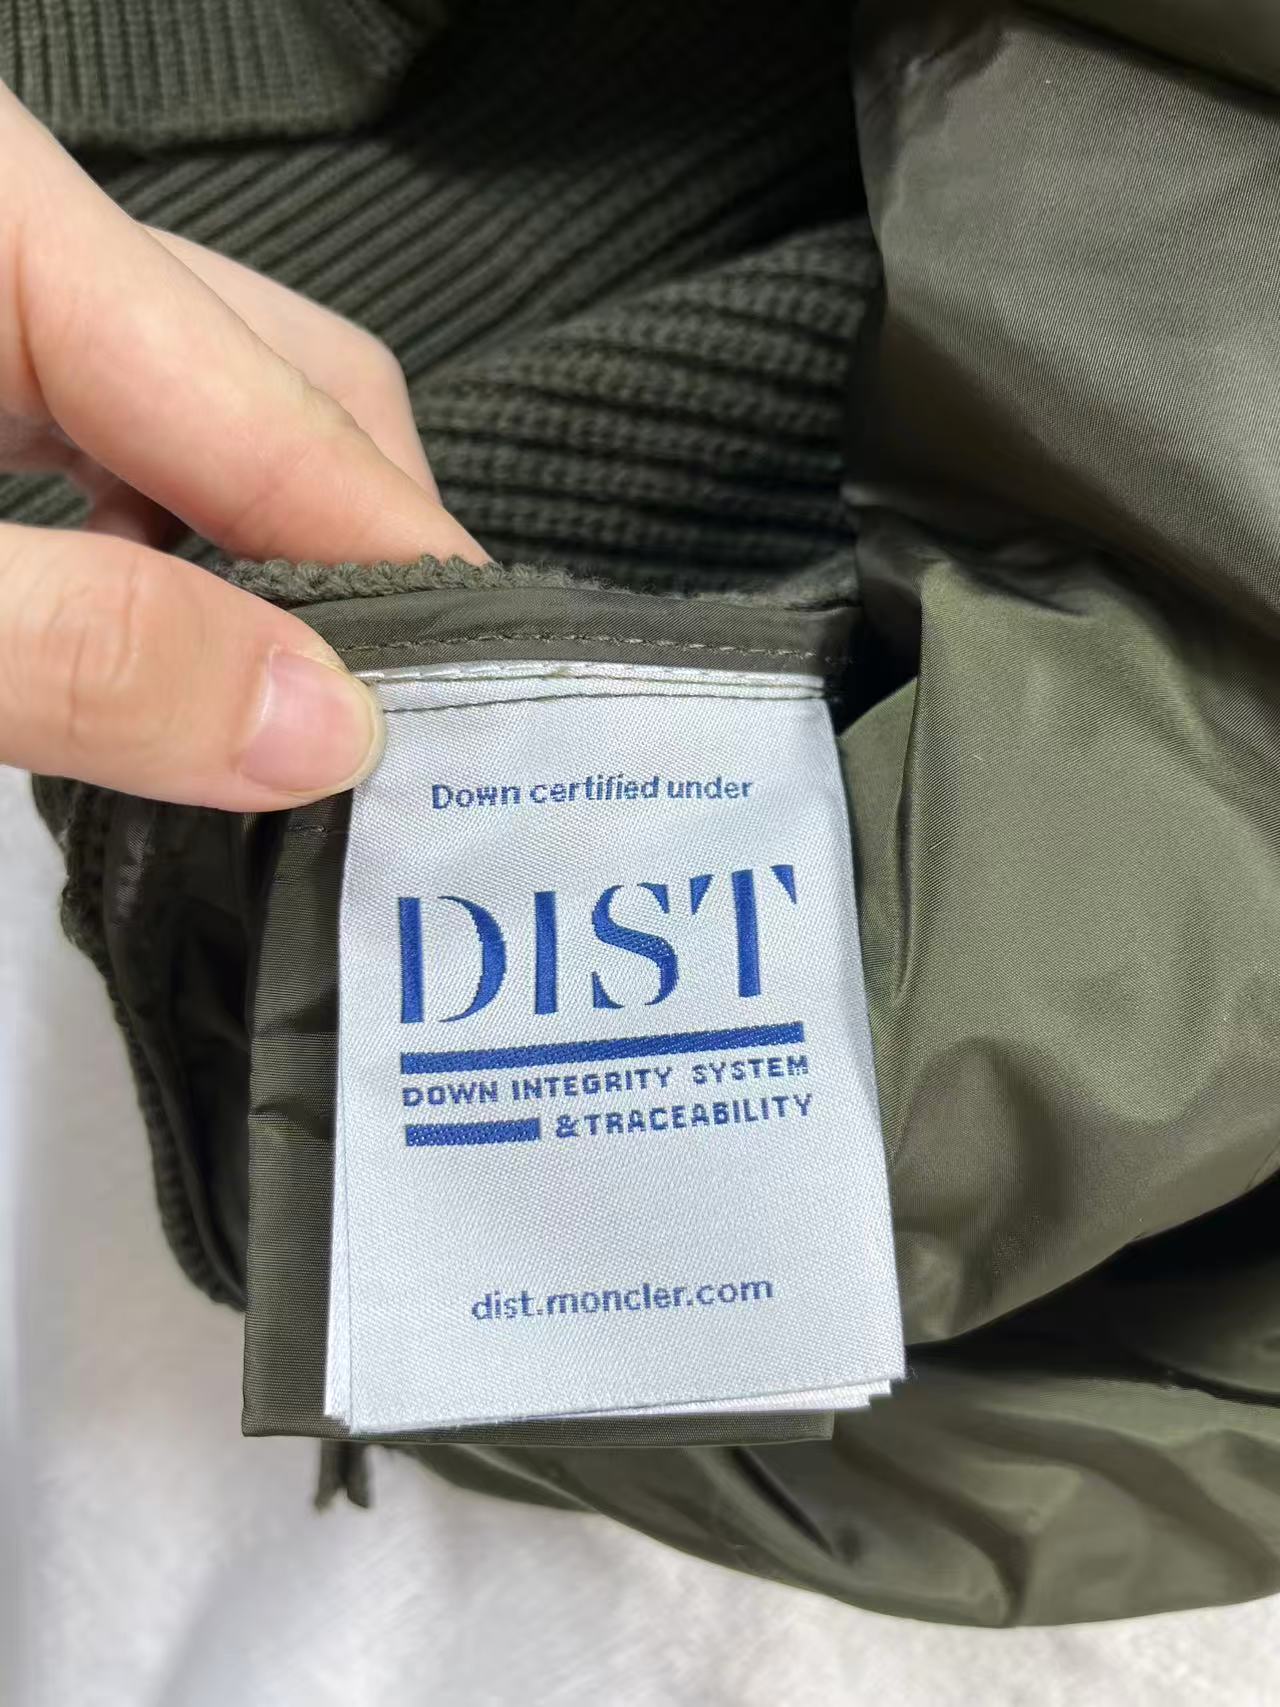 Down certified under
DIST
DOWN INTEGRITY SYSTEM
&TRACEABILITY
dist.moncler.com